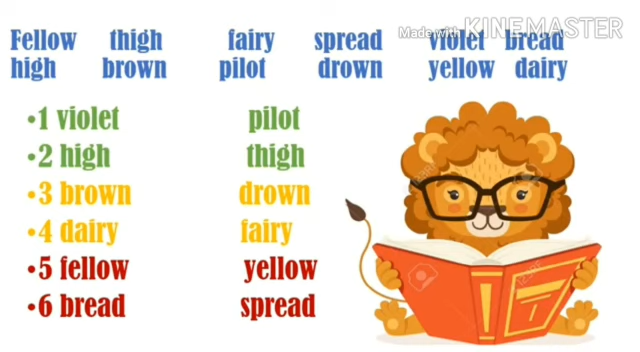 Made with KINEMASTER
Fellow thigh fairy spread violet bread
high brown pilot drown yellow dairy
•1 violet pilot
•2 high thigh
•3 brown drown
•4 dairy fairy
•5 fellow yellow
•6 bread spread